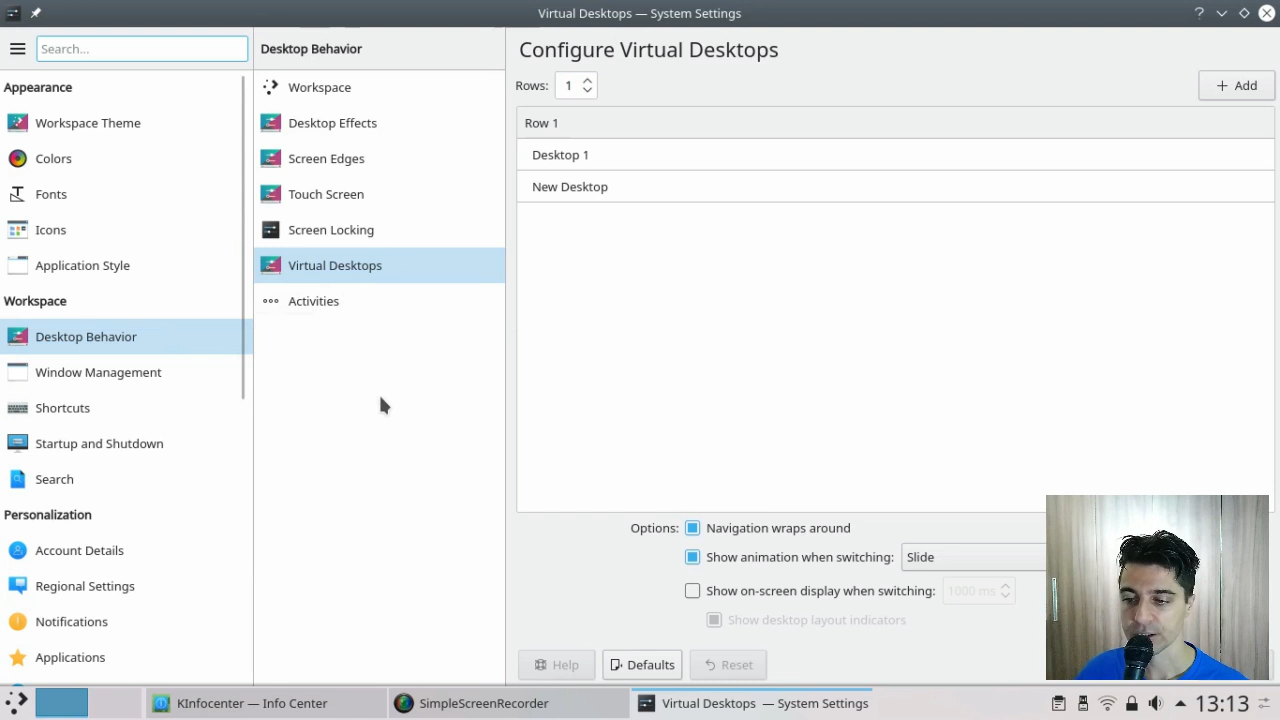 Virtual Desktops — System Settings
Search...
Appearance
Workspace Theme
Colors
Fonts
Icons
Application Style
Workspace
Desktop Behavior
Window Management
Shortcuts
Startup and Shutdown
Search
Personalization
Account Details
Regional Settings
Notifications
Applications
Desktop Behavior
Workspace
Desktop Effects
Screen Edges
Touch Screen
Screen Locking
Virtual Desktops
Activities
Configure Virtual Desktops
Rows: 1
Add
Row 1
Desktop 1
New Desktop
Options: Navigation wraps around
Show animation when switching: Slide
Show on-screen display when switching: 1000 ms
Show desktop layout indicators
Help Defaults Reset
KInfocenter — Info Center SimpleScreenRecorder Virtual Desktops — System Settings 13:13